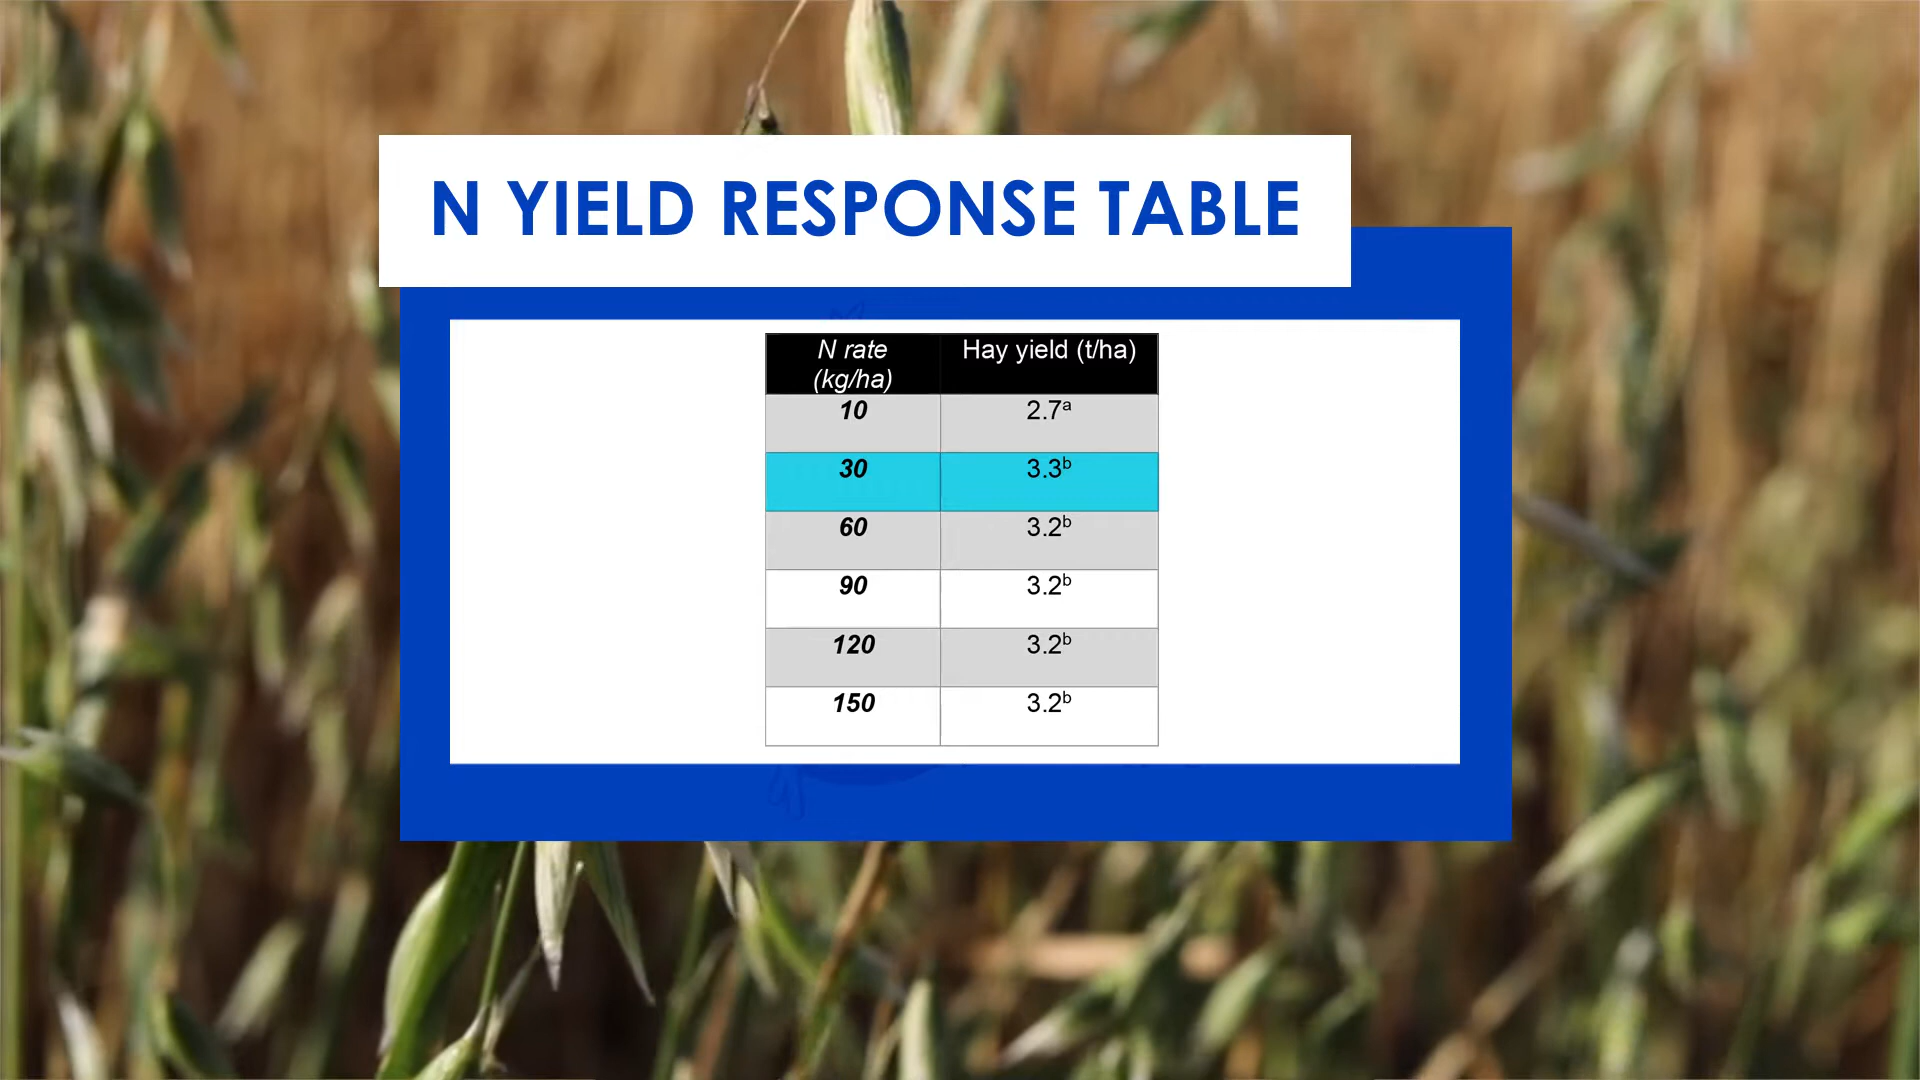 N YIELD RESPONSE TABLE
N rate Hay yield (t/ha)
(kg/ha)
10 2.7ᵃ
30 3.3ᵇ
60 3.2ᵇ
90 3.2ᵇ
120 3.2ᵇ
150 3.2ᵇ